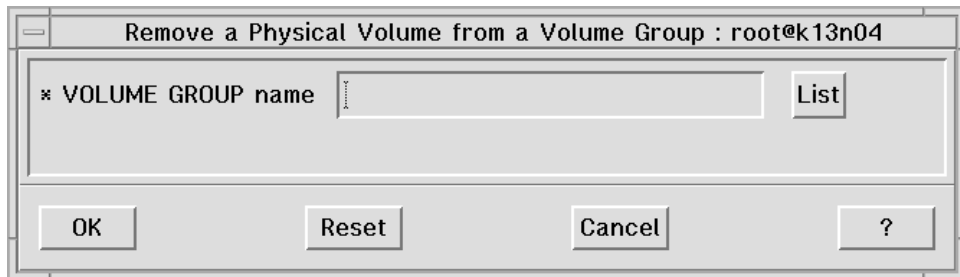 Remove a Physical Volume from a Volume Group : root@k13n04
* VOLUME GROUP name List
OK Reset Cancel ?